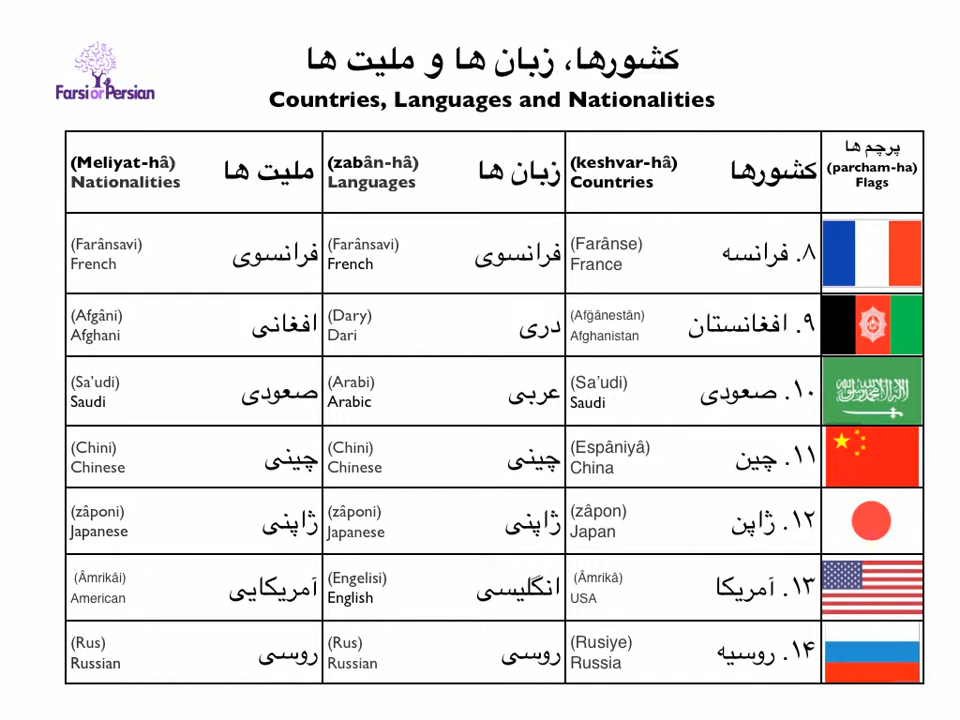 Farsi or Persian
کشورها، زبان ها و ملیت ها
Countries, Languages and Nationalities
(Meliyat-hâ) ملیت ها
Nationalities
(zabân-hâ) زبان ها
Languages
(keshvar-hâ) کشورها
Countries
پرچم ها
(parcham-ha)
Flags
(Farânsavi) فرانسوی
French
(Farânsavi) فرانسوی
French
(Farânse) ۸. فرانسه
France
(Afgâni) افغانی
Afghani
(Dary) دری
Dari
(Afğânestân) ۹. افغانستان
Afghanistan
(Sa'udi) صعودی
Saudi
(Arabi) عربی
Arabic
(Sa'udi) ۱۰. صعودی
Saudi
(Chini) چینی
Chinese
(Chini) چینی
Chinese
(Espâniyâ) ۱۱. چین
China
(zâponi) ژاپنی
Japanese
(zâponi) ژاپنی
Japanese
(zâpon) ۱۲. ژاپن
Japan
(Âmrikâi) آمریکایی
American
(Engelisi) انگلیسی
English
(Âmrikâ) ۱۳. آمریکا
USA
(Rus) روسی
Russian
(Rus) روسی
Russian
(Rusiye) ۱۴. روسیه
Russia